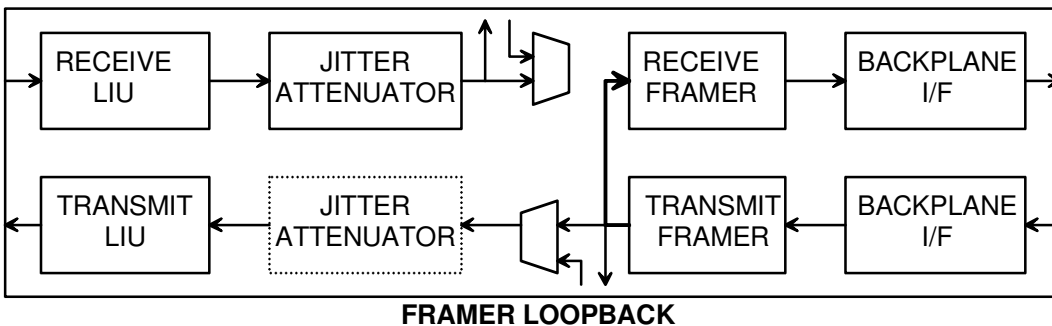 RECEIVE
LIU
JITTER
ATTENUATOR
RECEIVE
FRAMER
BACKPLANE
I/F
TRANSMIT
LIU
JITTER
ATTENUATOR
TRANSMIT
FRAMER
BACKPLANE
I/F
FRAMER LOOPBACK